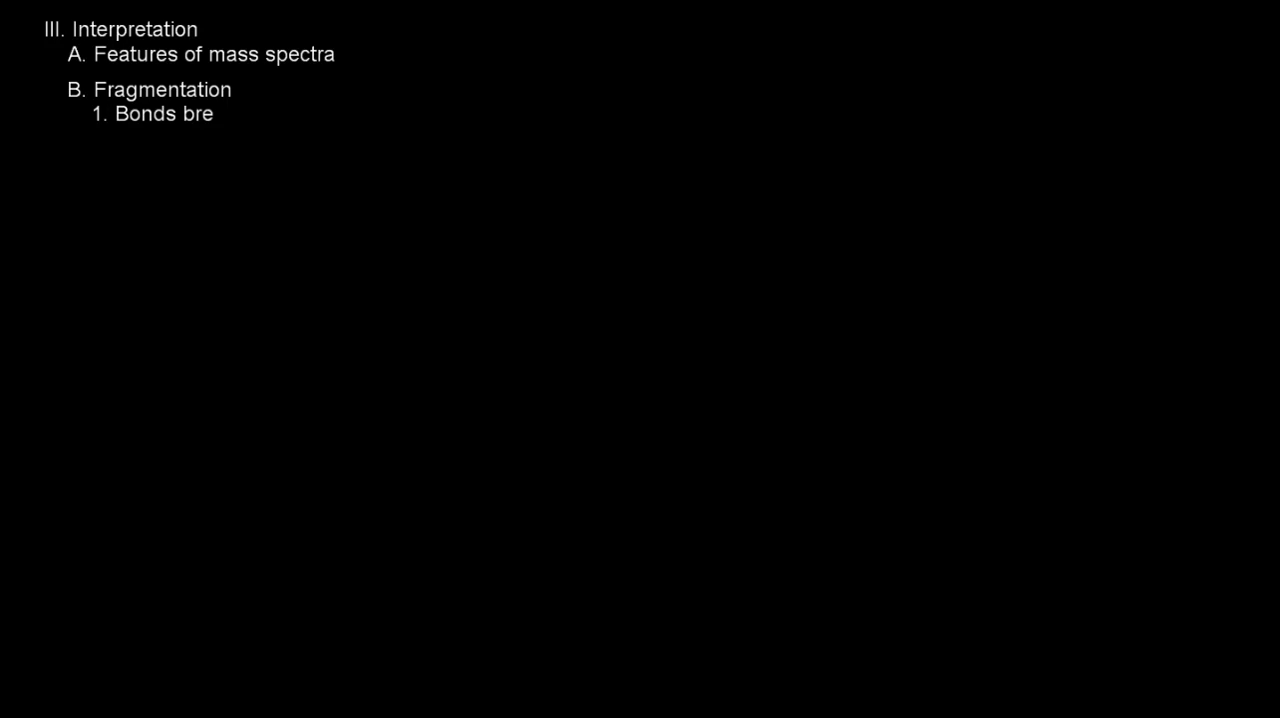 III. Interpretation
A. Features of mass spectra
B. Fragmentation
1. Bonds bre